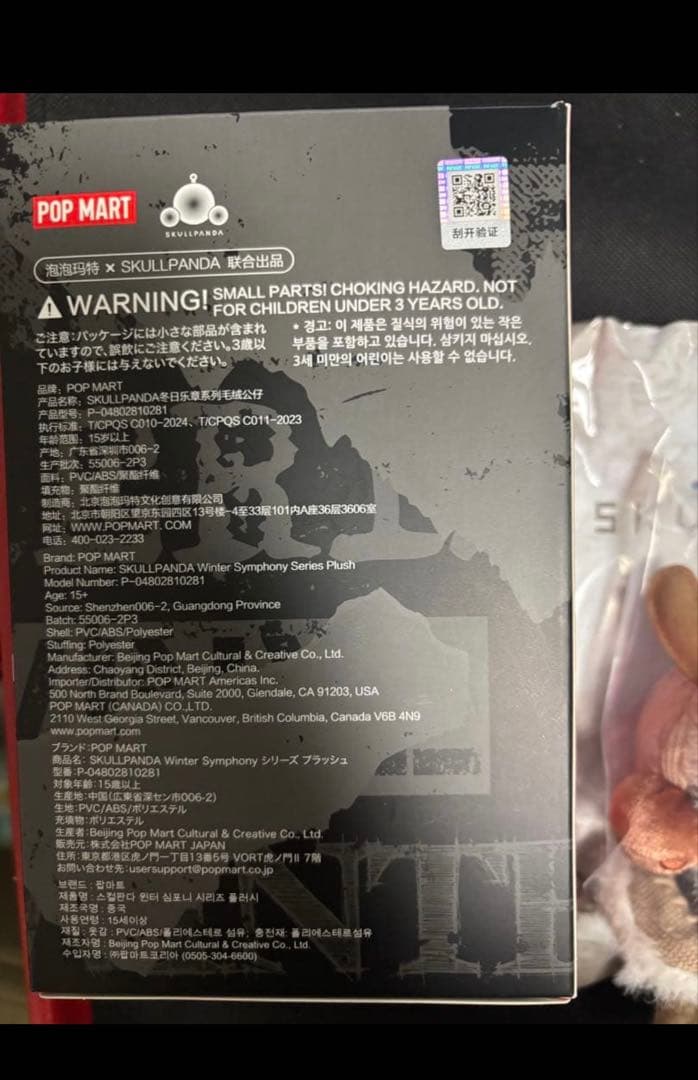 POP MART
SKULLPANDA
刮开验证
泡泡玛特 × SKULLPANDA 联合出品
WARNING! SMALL PARTS! CHOKING HAZARD. NOT
FOR CHILDREN UNDER 3 YEARS OLD.
ご注意:パッケージには小さな部品が含まれ
ていますので、誤飲にご注意ください。3歳以
下のお子様には与えないでください。
* 경고: 이 제품은 질식의 위험이 있는 작은
부품을 포함하고 있습니다. 삼키지 마십시오.
3세 미만의 어린이는 사용할 수 없습니다.
品牌：POP MART
产品名称：SKULLPANDA冬日乐章系列毛绒公仔
产品型号：P-04802810281
执行标准：T/CPQS C010-2024、T/CPQS C011-2023
年龄范围：15岁以上
产地：广东省深圳市006-2
生产批次：55006-2P3
面料：PVC/ABS/聚酯纤维
填充物：聚酯纤维
制造商：北京泡泡玛特文化创意有限公司
地址：北京市朝阳区望京东园四区13号楼-4至33层101内A座36层3606室
网址：WWW.POPMART.COM
电话：400-023-2233
Brand: POP MART
Product Name: SKULLPANDA Winter Symphony Series Plush
Model Number: P-04802810281
Age: 15+
Source: Shenzhen006-2, Guangdong Province
Batch: 55006-2P3
Shell: PVC/ABS/Polyester
Stuffing: Polyester
Manufacturer: Beijing Pop Mart Cultural & Creative Co., Ltd.
Address: Chaoyang District, Beijing, China.
Importer/Distributor: POP MART Americas Inc.
500 North Brand Boulevard, Suite 2000, Glendale, CA 91203, USA
POP MART (CANADA) CO.,LTD.
2110 West Georgia Street, Vancouver, British Columbia, Canada V6B 4N9
www.popmart.com
ブランド:POP MART
商品名: SKULLPANDA Winter Symphony シリーズ プラッシュ
型番:P-04802810281
対象年齢:15歳以上
生産地:中国(広東省深セン市006-2)
生地:PVC/ABS/ポリエステル
充填物:ポリエステル
生産者:Beijing Pop Mart Cultural & Creative Co., Ltd.
販売元:株式会社POP MART JAPAN
住所:東京都港区虎ノ門一丁目13番5号 VORT虎ノ門Ⅱ 7階
お問い合わせ先:usersupport@popmart.co.jp
브랜드 : 팝마트
제품명 : 스컬판다 윈터 심포니 시리즈 플러시
제조국명 : 중국
사용연령 : 15세이상
재질 : 겉감 : PVC/ABS/폴리에스테르 섬유; 충전재: 폴리에스테르섬유
제조자명 : Beijing Pop Mart Cultural & Creative Co., Ltd.
수입자명 : ㈜팝마트코리아 (0505-304-6600)